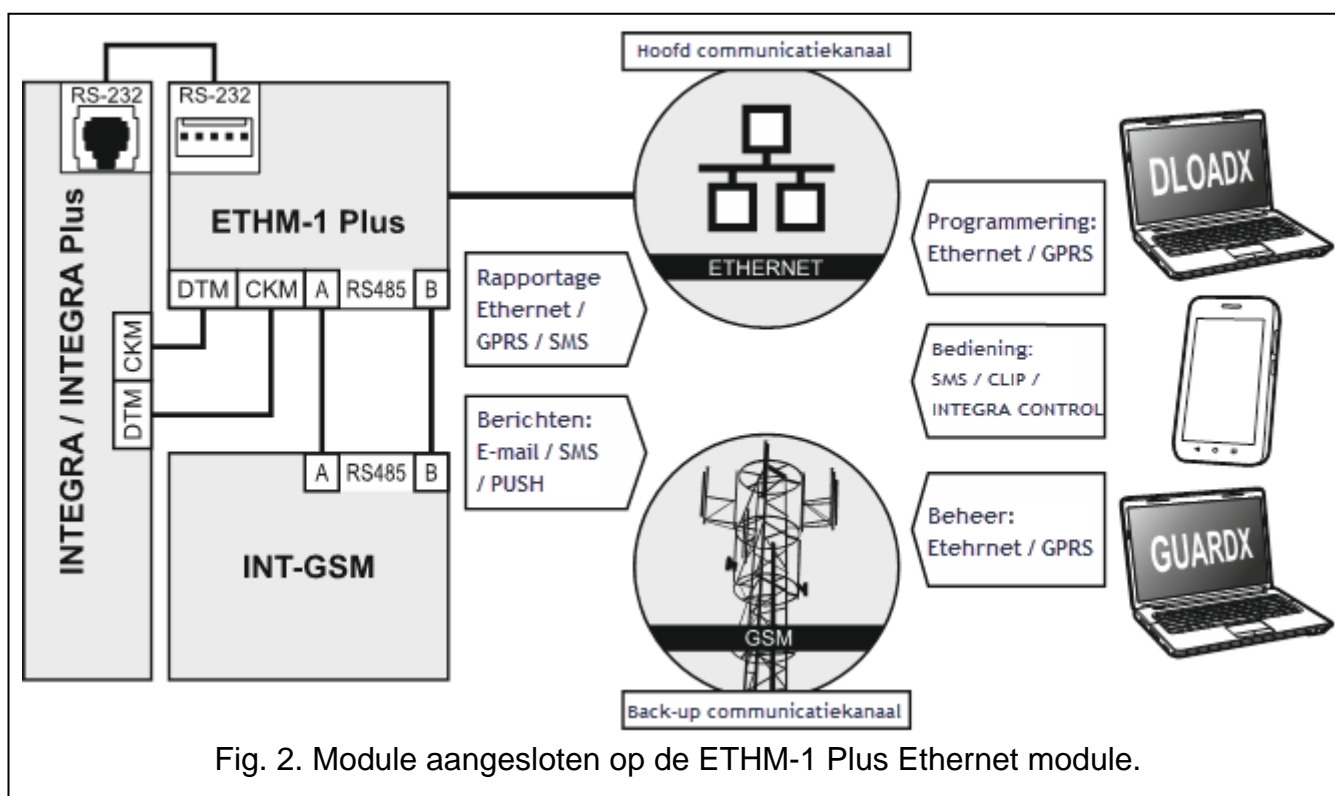 Hoofd communicatiekanaal
RS-232
RS-232
INTEGRA / INTEGRA Plus
ETHM-1 Plus
DTM
CKM
A
RS485
B
CKM
DTM
A
RS485
B
INT-GSM
ETHERNET
Rapportage
Ethernet /
GPRS / SMS
Berichten:
E-mail / SMS
/ PUSH
GSM
Back-up communicatiekanaal
Programmering:
Ethernet / GPRS
DLOADX
Bediening:
SMS / CLIP /
INTEGRA CONTROL
Beheer:
Etehrnet / GPRS
GUARDX
Fig. 2. Module aangesloten op de ETHM-1 Plus Ethernet module.